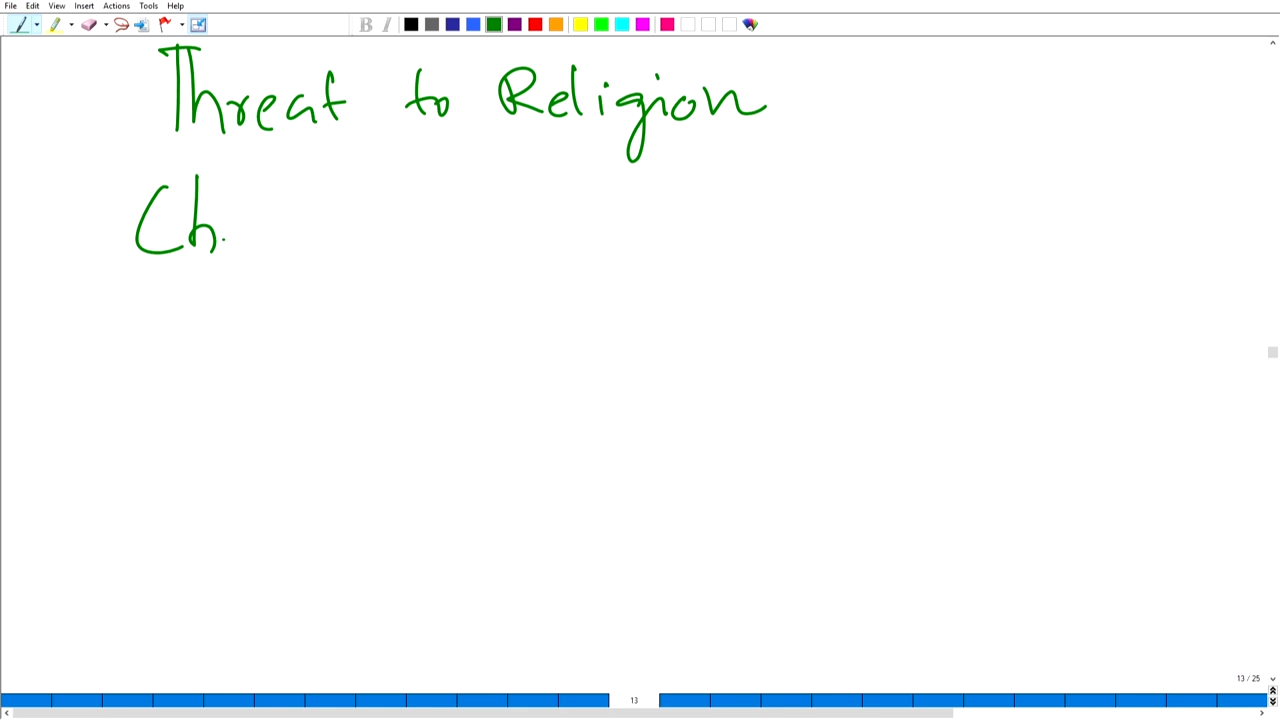 File Edit View Insert Actions Tools Help
B I
Threat to Religion
Ch
13 / 25
13